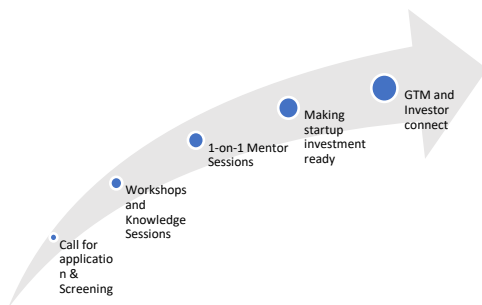 Call for
applicatio
n &
Screening
Workshops
and
Knowledge
Sessions
1-on-1 Mentor
Sessions
Making
startup
investment
ready
GTM and
Investor
connect